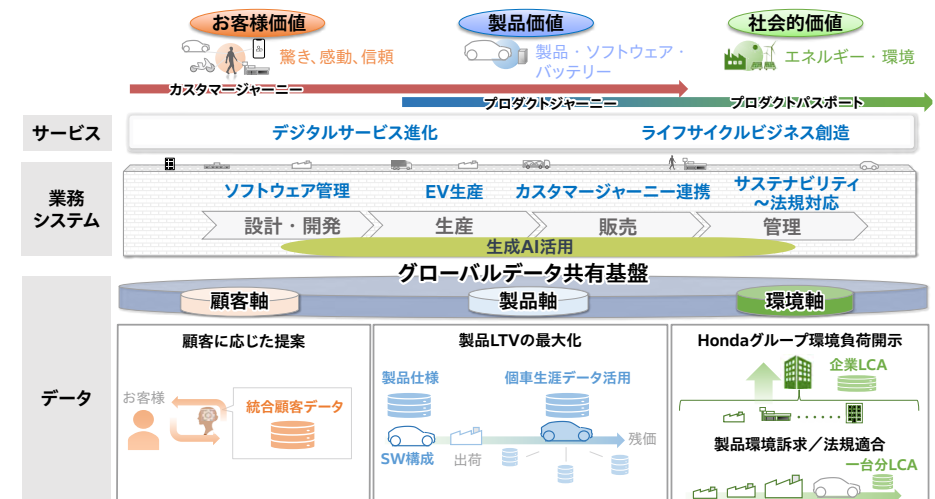 お客様価値
製品価値
社会的価値
驚き、感動、信頼
製品・ソフトウェア・
バッテリー
エネルギー・環境
カスタマージャーニー
プロダクトジャーニー
プロダクトパスポート
サービス
デジタルサービス進化
ライフサイクルビジネス創造
業務
システム
ソフトウェア管理
EV生産
カスタマージャーニー連携
サステナビリティ
～法規対応
設計・開発
生産
販売
管理
生成AI活用
グローバルデータ共有基盤
顧客軸
製品軸
環境軸
データ
顧客に応じた提案
お客様
統合顧客データ
製品LTVの最大化
製品仕様
個車生涯データ活用
SW構成
出荷
残価
Hondaグループ環境負荷開示
企業LCA
製品環境訴求／法規適合
一台分LCA